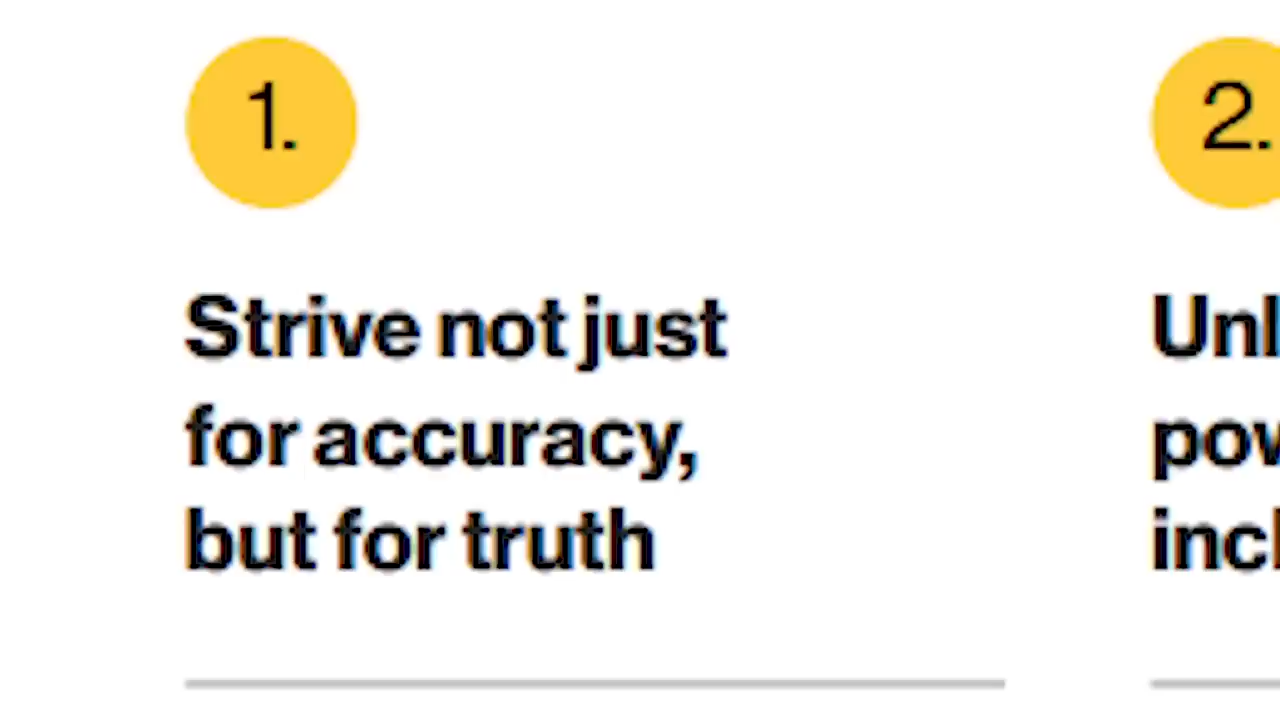 1.
Strive not just
for accuracy,
but for truth
2.